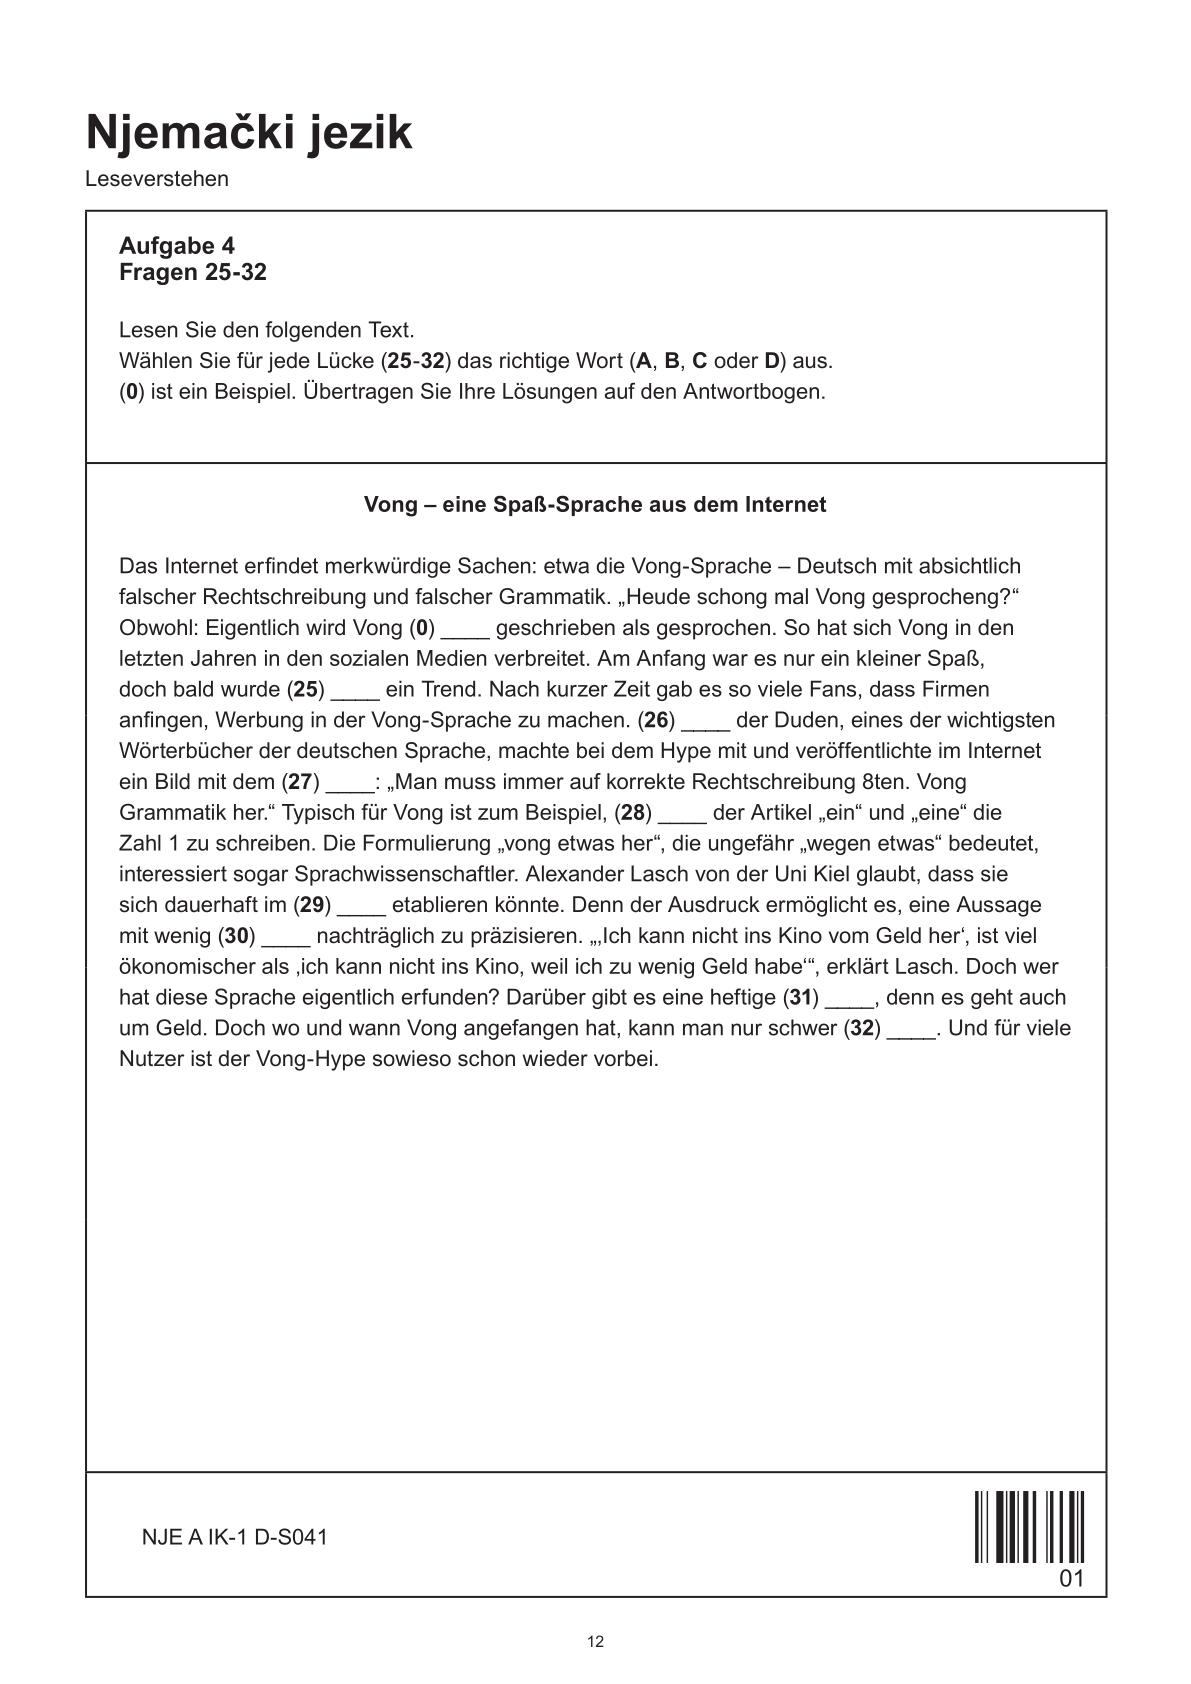 Njemački jezik
Leseverstehen
Aufgabe 4
Fragen 25-32
Lesen Sie den folgenden Text.
Wählen Sie für jede Lücke (25-32) das richtige Wort (A, B, C oder D) aus.
(0) ist ein Beispiel. Übertragen Sie Ihre Lösungen auf den Antwortbogen.
Vong – eine Spaß-Sprache aus dem Internet
Das Internet erfindet merkwürdige Sachen: etwa die Vong-Sprache – Deutsch mit absichtlich
falscher Rechtschreibung und falscher Grammatik. „Heude schong mal Vong gesprocheng?“
Obwohl: Eigentlich wird Vong (0) ____ geschrieben als gesprochen. So hat sich Vong in den
letzten Jahren in den sozialen Medien verbreitet. Am Anfang war es nur ein kleiner Spaß,
doch bald wurde (25) ____ ein Trend. Nach kurzer Zeit gab es so viele Fans, dass Firmen
anfingen, Werbung in der Vong-Sprache zu machen. (26) ____ der Duden, eines der wichtigsten
Wörterbücher der deutschen Sprache, machte bei dem Hype mit und veröffentlichte im Internet
ein Bild mit dem (27) ____: „Man muss immer auf korrekte Rechtschreibung 8ten. Vong
Grammatik her.“ Typisch für Vong ist zum Beispiel, (28) ____ der Artikel „ein“ und „eine“ die
Zahl 1 zu schreiben. Die Formulierung „vong etwas her“, die ungefähr „wegen etwas“ bedeutet,
interessiert sogar Sprachwissenschaftler. Alexander Lasch von der Uni Kiel glaubt, dass sie
sich dauerhaft im (29) ____ etablieren könnte. Denn der Ausdruck ermöglicht es, eine Aussage
mit wenig (30) ____ nachträglich zu präzisieren. „‚Ich kann nicht ins Kino vom Geld her‘, ist viel
ökonomischer als ‚ich kann nicht ins Kino, weil ich zu wenig Geld habe‘“, erklärt Lasch. Doch wer
hat diese Sprache eigentlich erfunden? Darüber gibt es eine heftige (31) ____, denn es geht auch
um Geld. Doch wo und wann Vong angefangen hat, kann man nur schwer (32) ____. Und für viele
Nutzer ist der Vong-Hype sowieso schon wieder vorbei.
NJE A IK-1 D-S041
01
12